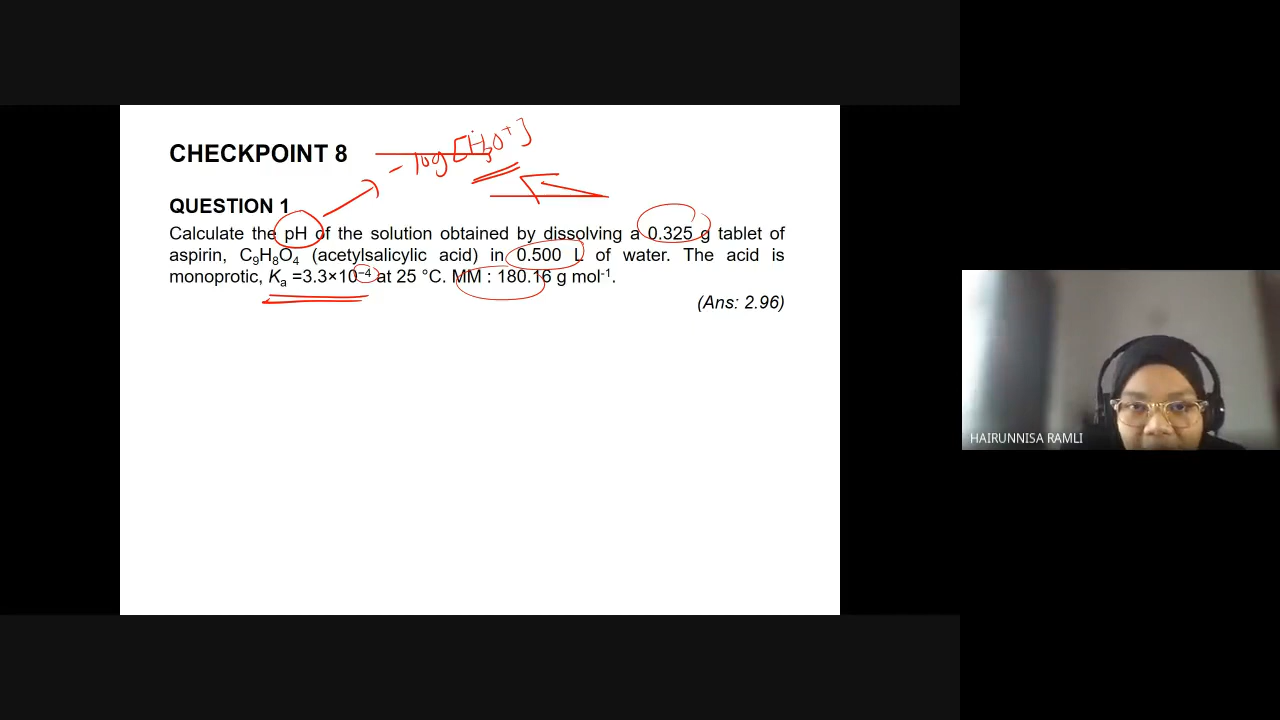 CHECKPOINT 8
- log [H₃O⁺]
QUESTION 1
Calculate the pH of the solution obtained by dissolving a 0.325 g tablet of
aspirin, C₉H₈O₄ (acetylsalicylic acid) in 0.500 L of water. The acid is
monoprotic, Kₐ =3.3×10⁻⁴ at 25 °C. MM : 180.16 g mol⁻¹.
(Ans: 2.96)
HAIRUNNISA RAMLI